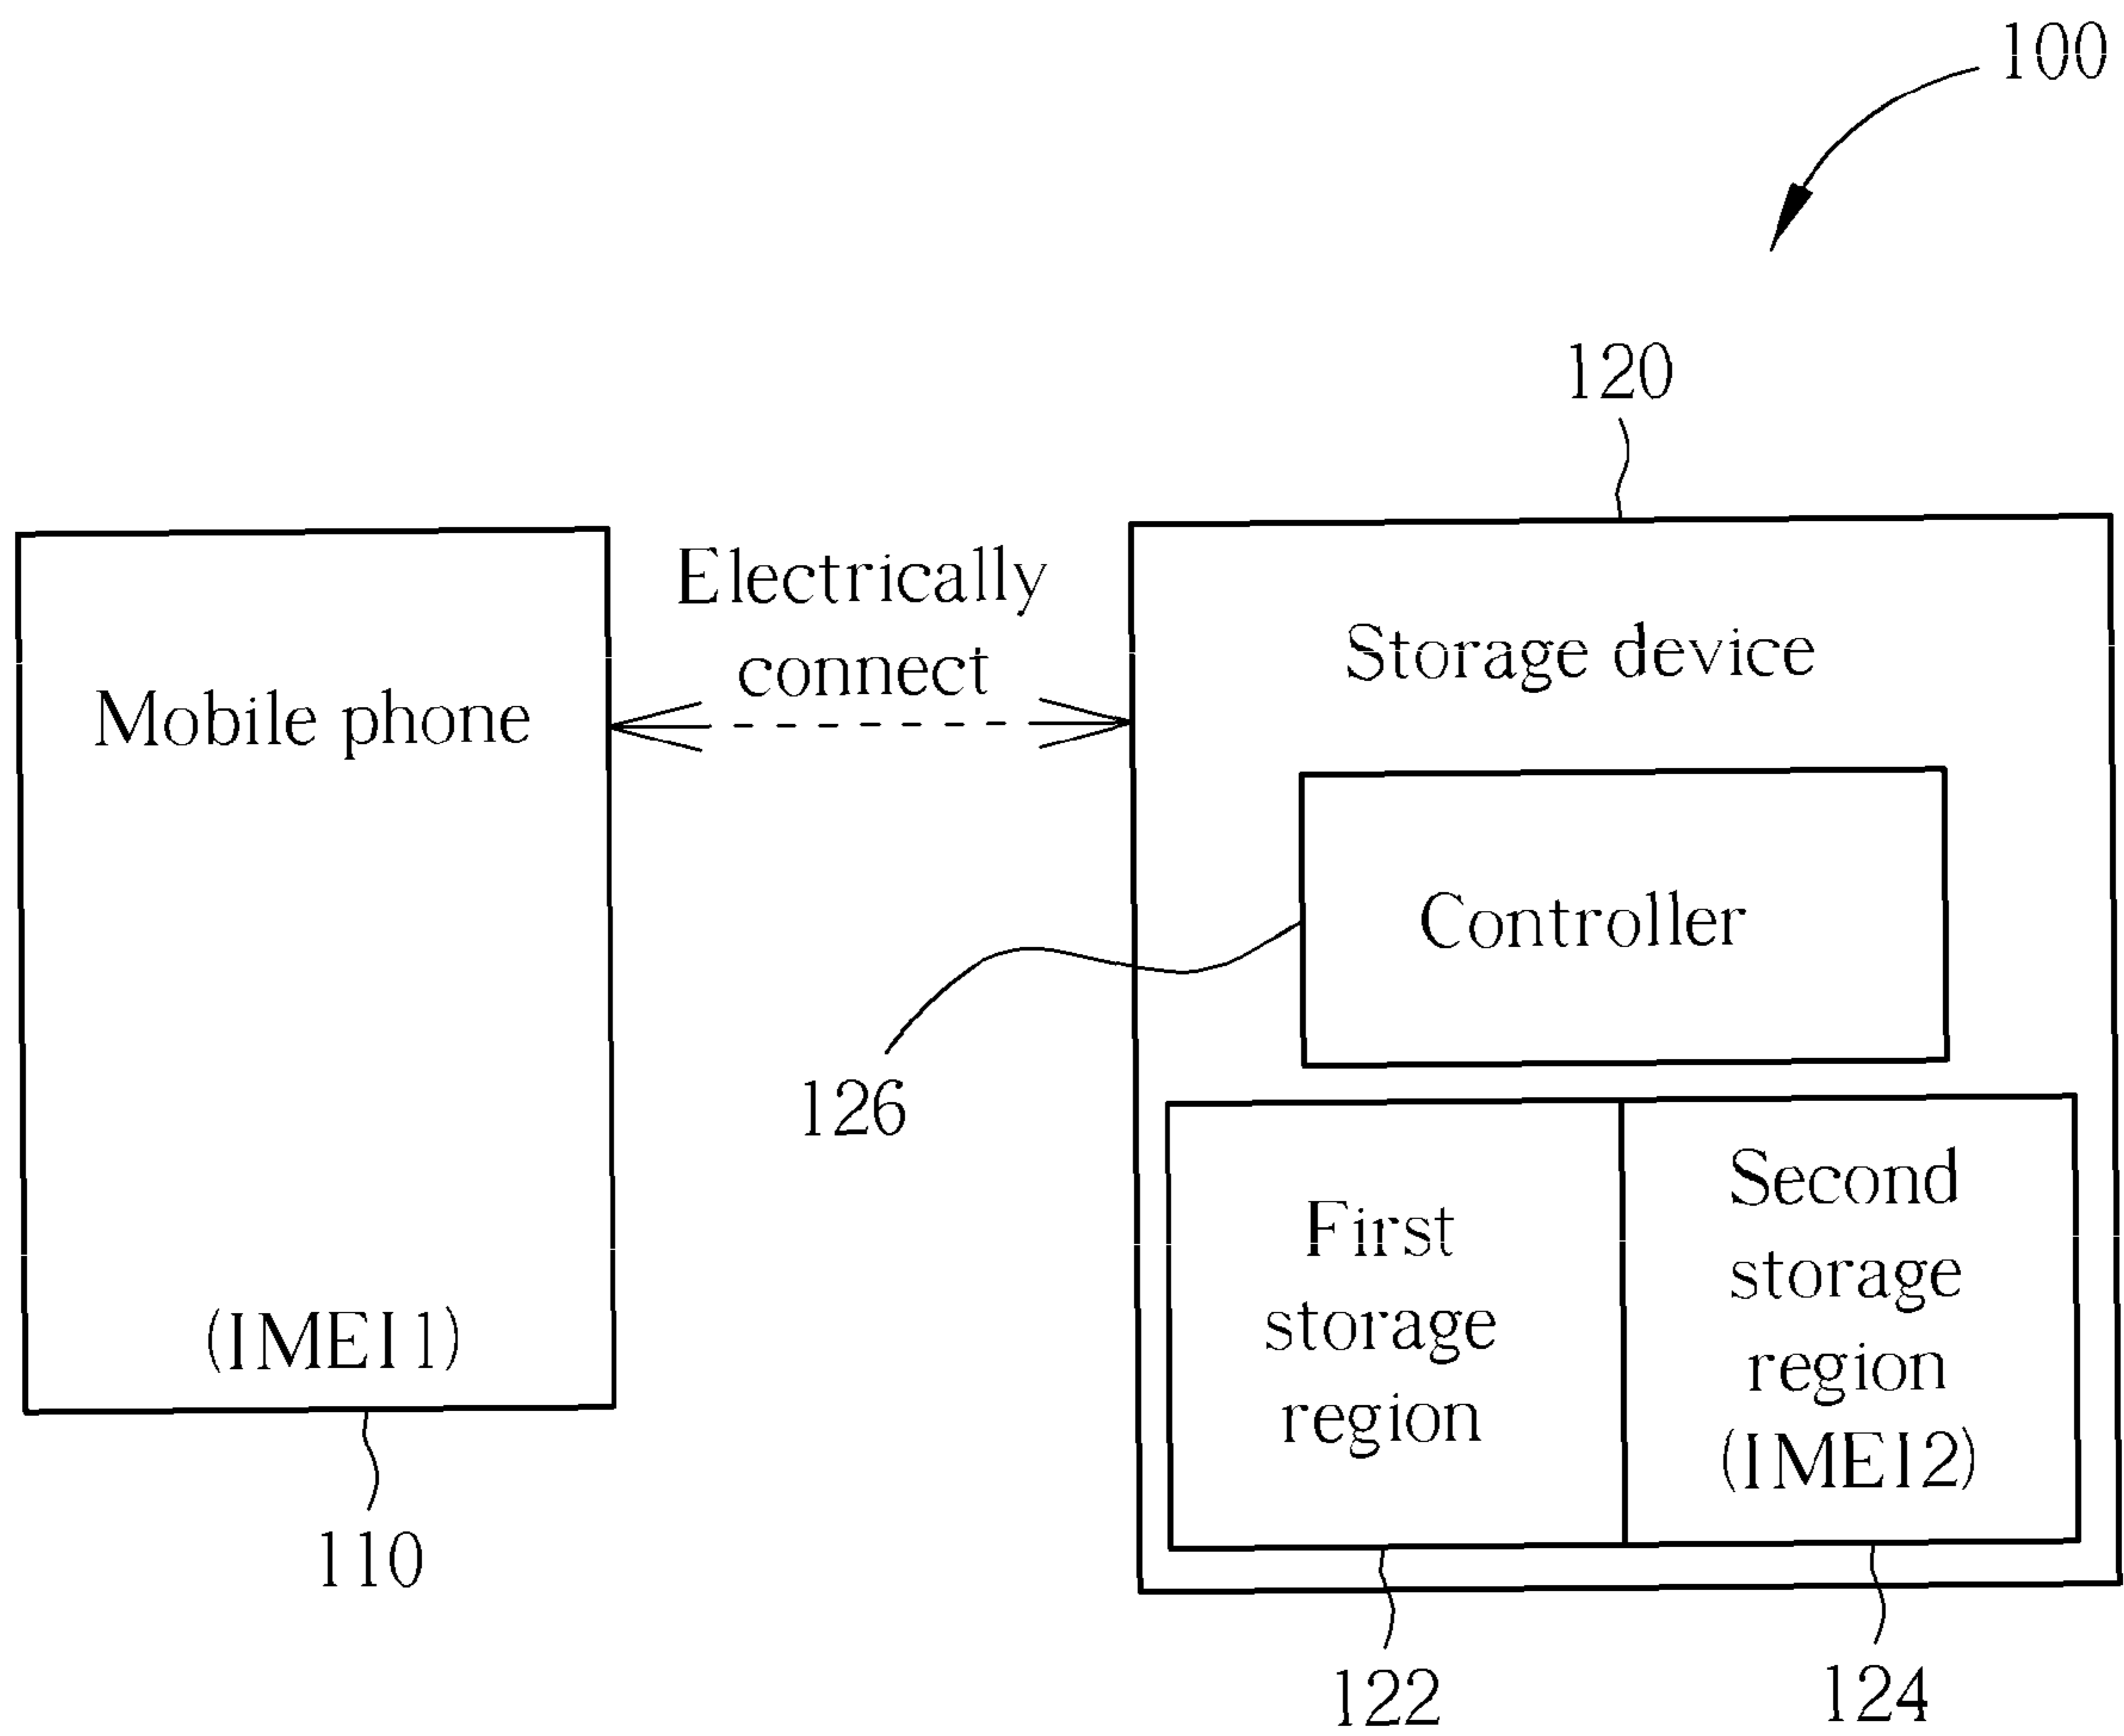 100
120
Electrically
connect
Mobile phone
Storage device
Controller
126
First
storage
region
Second
storage
region
(IMEI2)
(IMEI1)
110
122
124